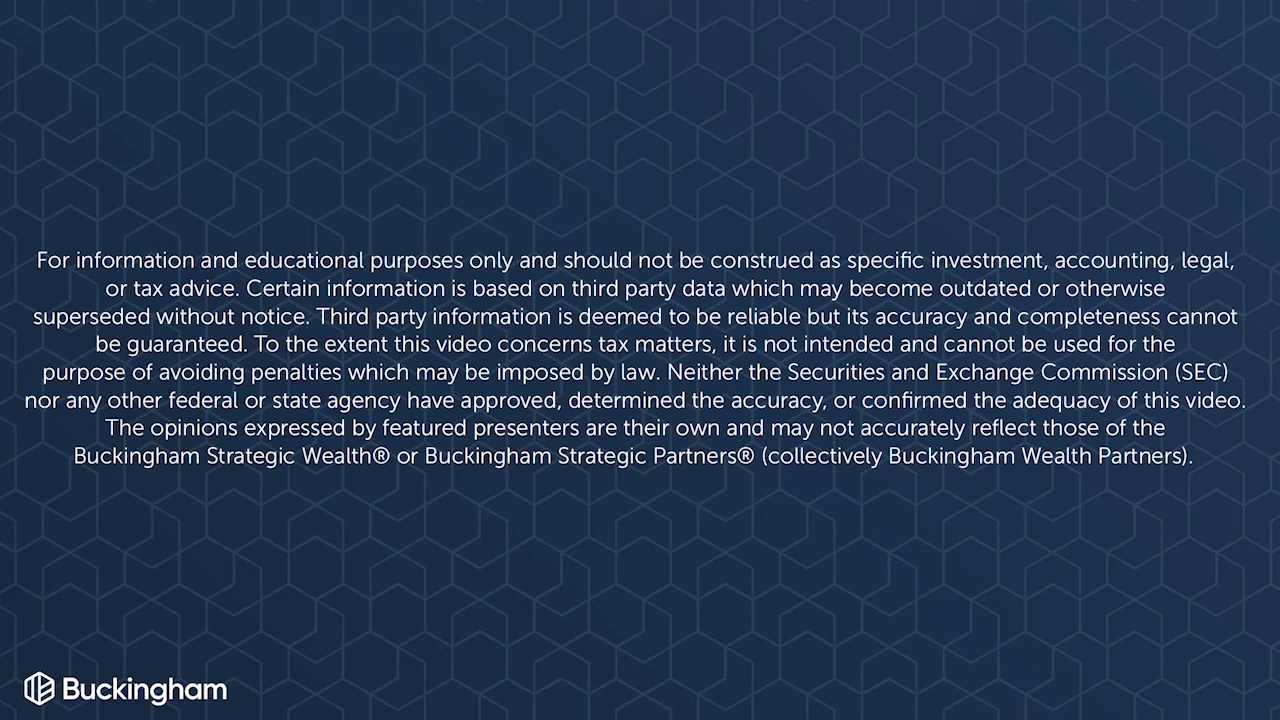 For information and educational purposes only and should not be construed as specific investment, accounting, legal,
or tax advice. Certain information is based on third party data which may become outdated or otherwise
superseded without notice. Third party information is deemed to be reliable but its accuracy and completeness cannot
be guaranteed. To the extent this video concerns tax matters, it is not intended and cannot be used for the
purpose of avoiding penalties which may be imposed by law. Neither the Securities and Exchange Commission (SEC)
nor any other federal or state agency have approved, determined the accuracy, or confirmed the adequacy of this video.
The opinions expressed by featured presenters are their own and may not accurately reflect those of the
Buckingham Strategic Wealth® or Buckingham Strategic Partners® (collectively Buckingham Wealth Partners).
Buckingham